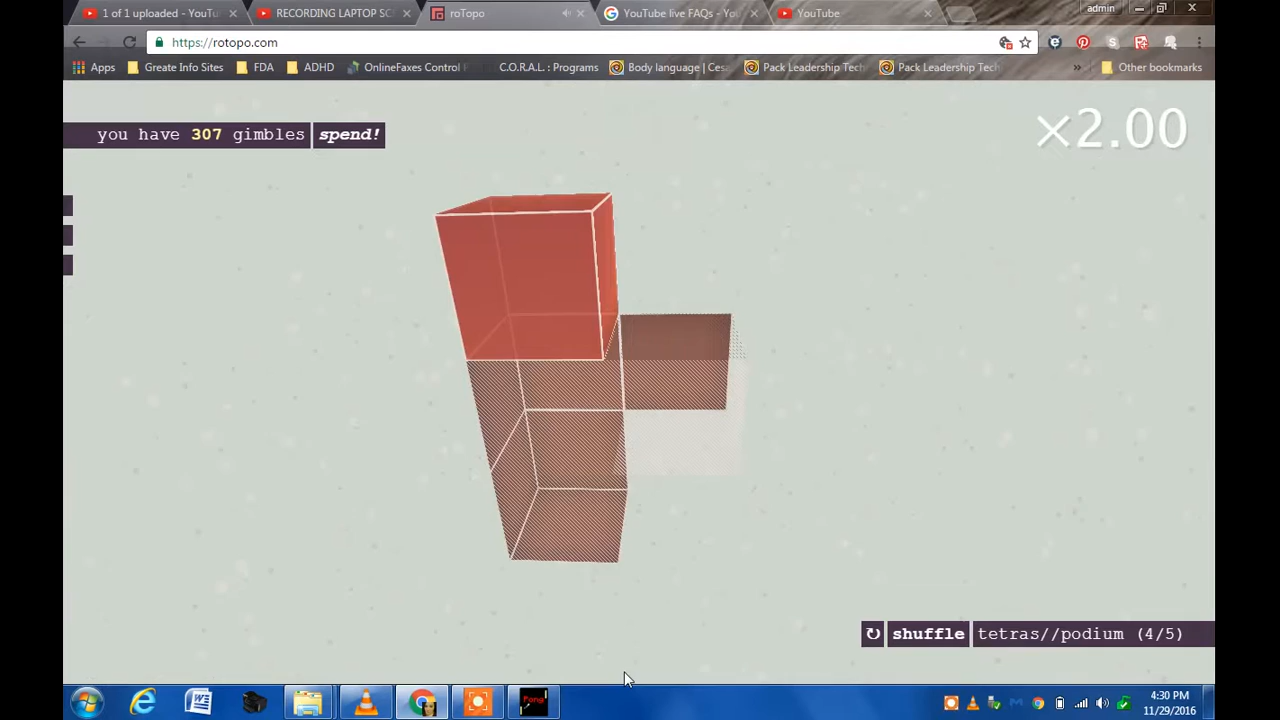 1 of 1 uploaded - YouTu
RECORDING LAPTOP SC
roTopo
YouTube live FAQs - You
YouTube
admin
https://rotopo.com
Apps
Greate Info Sites
FDA
ADHD
OnlineFaxes Control P
C.O.R.A.L. : Programs
Body language | Ces
Pack Leadership Tech
Pack Leadership Tech
»
Other bookmarks
you have 307 gimbles spend!
×2.00
↻ shuffle tetras//podium (4/5)
Pong
4:30 PM
11/29/2016